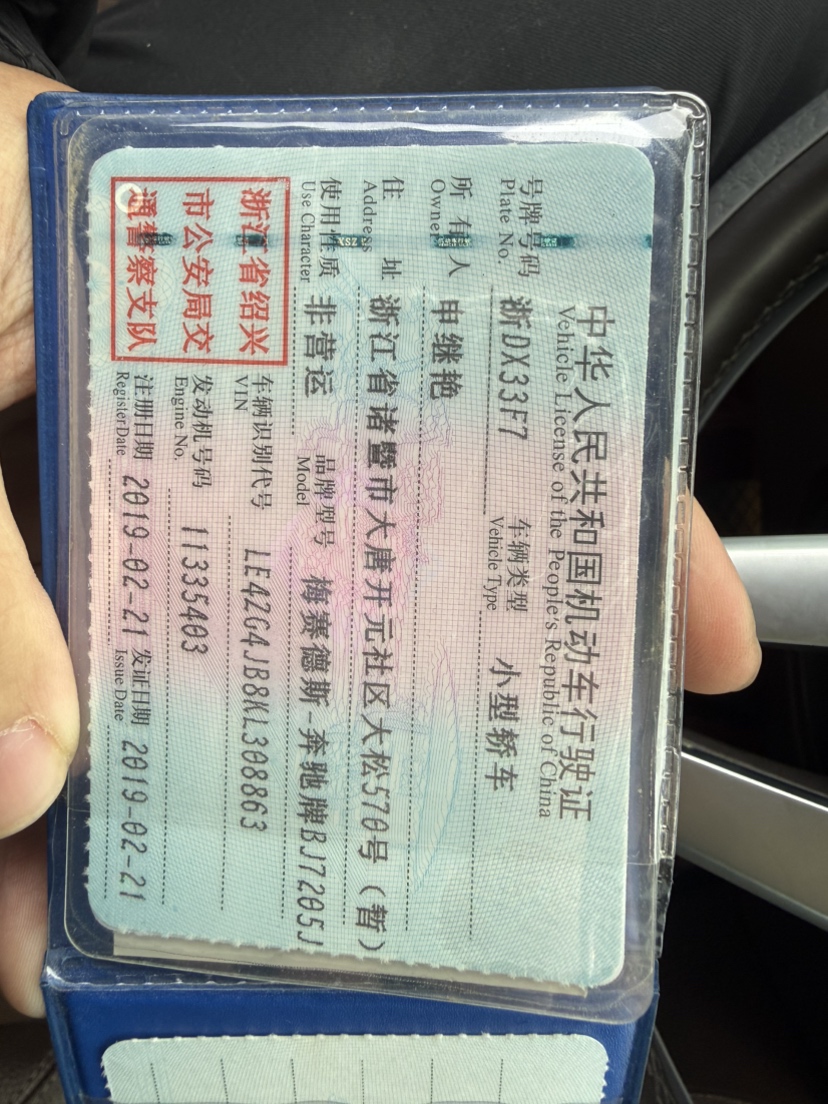 中华人民共和国机动车行驶证
Vehicle License of the People's Republic of China
号牌号码 浙DX33F7 车辆类型 小型轿车
Plate No. Vehicle Type
所有人 申继艳
Owner
住址 浙江省诸暨市大唐开元社区大松570号(暂)
Address
使用性质 非营运 品牌型号 梅赛德斯-奔驰牌BJ7205J
Use Character Model
浙江省绍兴
市公安局交
通警察支队
车辆识别代号 LE4ZG4JB8KL308863
VIN
发动机号码 11335403
Engine No.
注册日期 2019-02-21 发证日期 2019-02-21
Register Date Issue Date